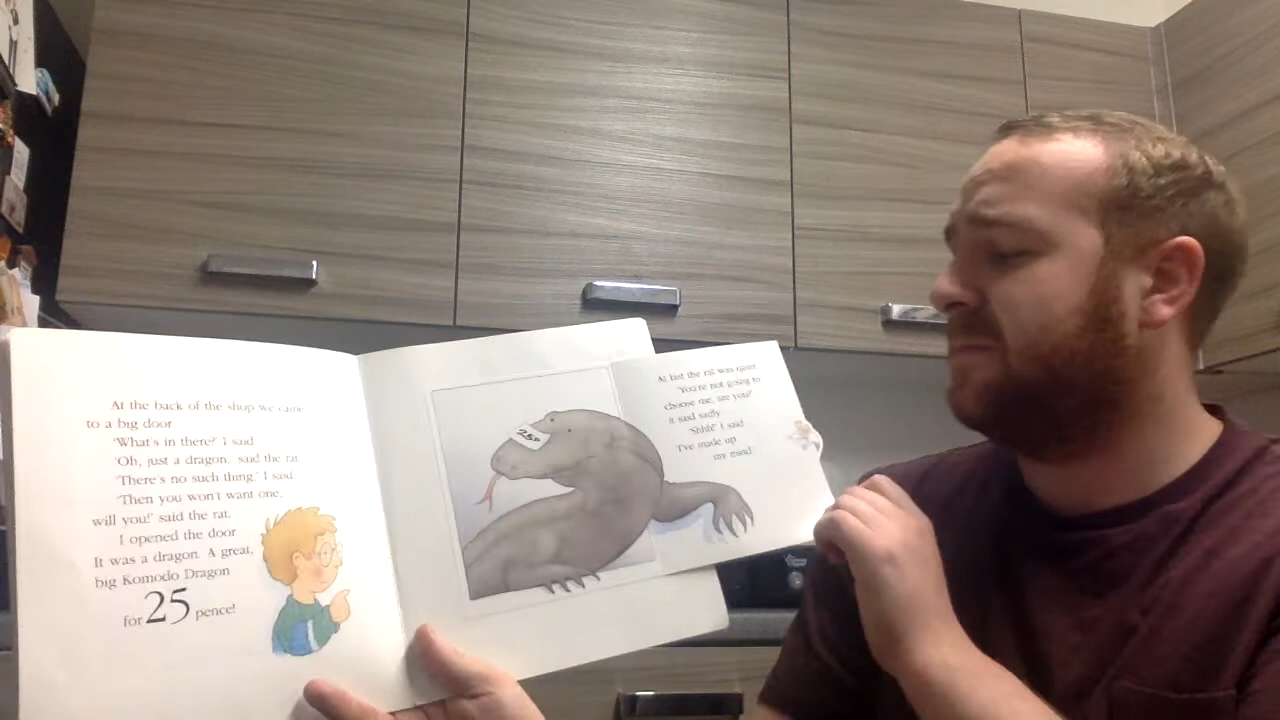 At the back of the shop we came
to a big door
'What's in there?' I said
'Oh, just a dragon,' said the rat.
'There's no such thing,' I said.
'Then you won't want one,
will you?' said the rat.
I opened the door
It was a dragon. A great,
big Komodo Dragon
for 25 pence!
25P
At last the rat was quiet
'You're not going to
choose me, are you?'
it said sadly
'Shhh!' I said
'I've made up
my mind